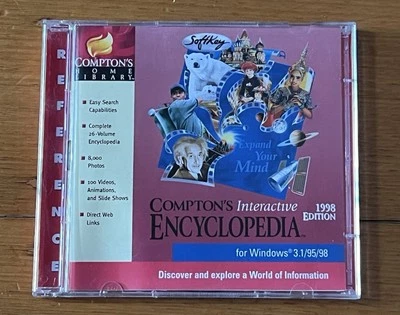 COMPTON'S
HOME
LIBRARY™
REFERENCE
Easy Search
Capabilities
Complete
26-Volume
Encyclopedia
8,000
Photos
100 Videos,
Animations,
and Slide Shows
Direct Web
Links
SoftKey
Expand
Your
Mind
COMPTON'S Interactive
ENCYCLOPEDIA™
1998
EDITION
for Windows® 3.1/95/98
Discover and explore a World of Information